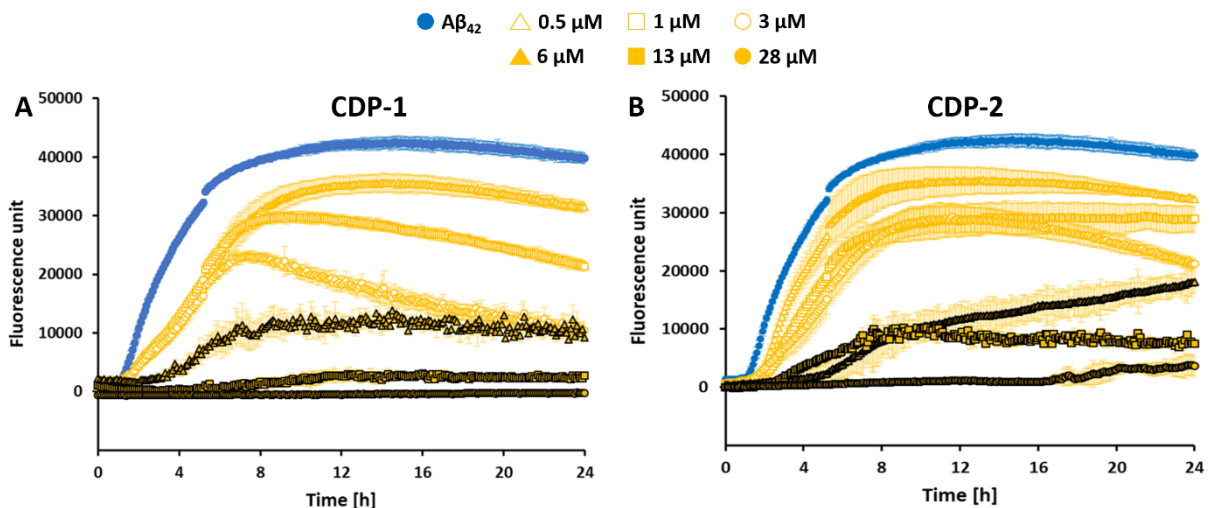 Aβ42 0.5 μM 1 μM 3 μM
6 μM 13 μM 28 μM
A CDP-1
50000
40000
30000
20000
10000
0
Fluorescence unit
0 4 8 12 16 20 24
Time [h]
B CDP-2
50000
40000
30000
20000
10000
0
Fluorescence unit
0 4 8 12 16 20 24
Time [h]